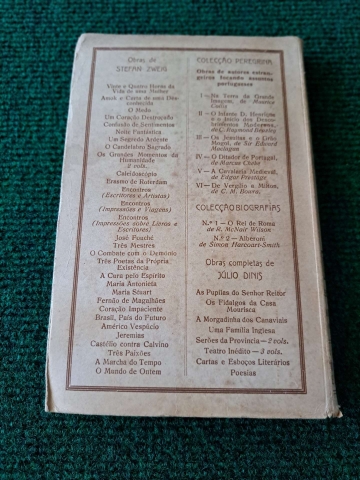 Obras de
STEFAN ZWEIG
Vinte e Quatro Horas da
Vida de uma Mulher
Amok e Carta de uma Des-
conhecida
O Medo
Um Coração Destroçado
Confusão de Sentimentos
Noite Fantástica
Um Segredo Ardente
O Candelabro Sagrado
Os Grandes Momentos da
Humanidade
2 vols.
Caleidoscópio
Erasmo de Roterdam
Encontros
(Escritores e Artistas)
Encontros
(Impressões e Viagens)
Encontros
(Impressões sobre Livros e
Escritores)
José Fouché
Três Mestres
O Combate com o Demónio
Três Poetas da Própria
Existência
A Cura pelo Espírito
Maria Antonieta
Maria Stuart
Fernão de Magalhães
Coração Impaciente
Brasil, País do Futuro
Américo Vespúcio
Jeremias
Castélio contra Calvino
Três Paixões
A Marcha do Tempo
O Mundo de Ontem
COLECÇÃO PEREGRINA
Obras de autores estran-
geiros focando assuntos
portugueses
I — Na Terra da Grande
Imagem, de Maurice
Collis
II — O Infante D. Henrique
e o Início dos Desco-
brimentos
de C. Raymond Beazley
III — Os Jesuítas e o Grão
Mogol, de Sir Edward
Maclagan
IV — O Ditador de Portugal,
de Marcus Cheke
V — A Cavalaria Medieval,
de Edgar Prestage
VI — De Vergílio a Milton,
de C. M. Bowra
COLECÇÃO BIOGRAFIAS
N.º 1 — O Rei de Roma
de R. McNair Wilson
N.º 2 — Alberoni
de Simon Harcourt-Smith
Obras completas de
JÚLIO DINIS
As Pupilas do Senhor Reitor
Os Fidalgos da Casa
Mourisca
A Morgadinha dos Canaviais
Uma Família Inglesa
Serões da Província — 2 vols.
Teatro Inédito — 3 vols.
Cartas e Esboços Literários
Poesias